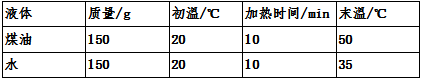 液体 质量/g 初温/℃ 加热时间/min 末温/℃
煤油 150 20 10 50
水 150 20 10 35